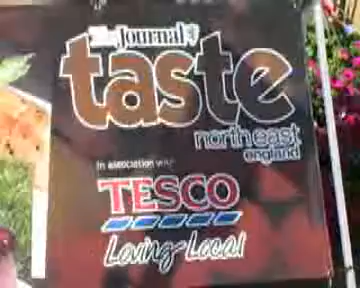 The Journal
taste
north east
england
in association with
TESCO
Loving Local